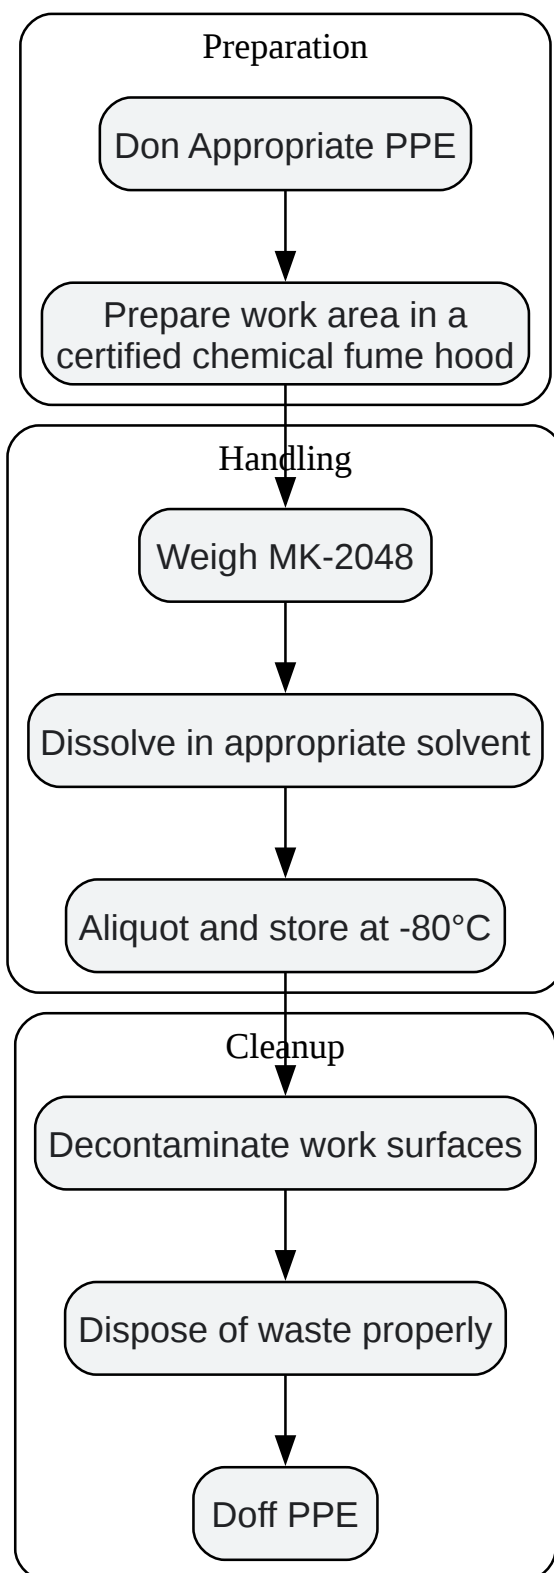 Preparation
Don Appropriate PPE
Prepare work area in a
certified chemical fume hood
Handling
Weigh MK-2048
Dissolve in appropriate solvent
Aliquot and store at -80°C
Cleanup
Decontaminate work surfaces
Dispose of waste properly
Doff PPE